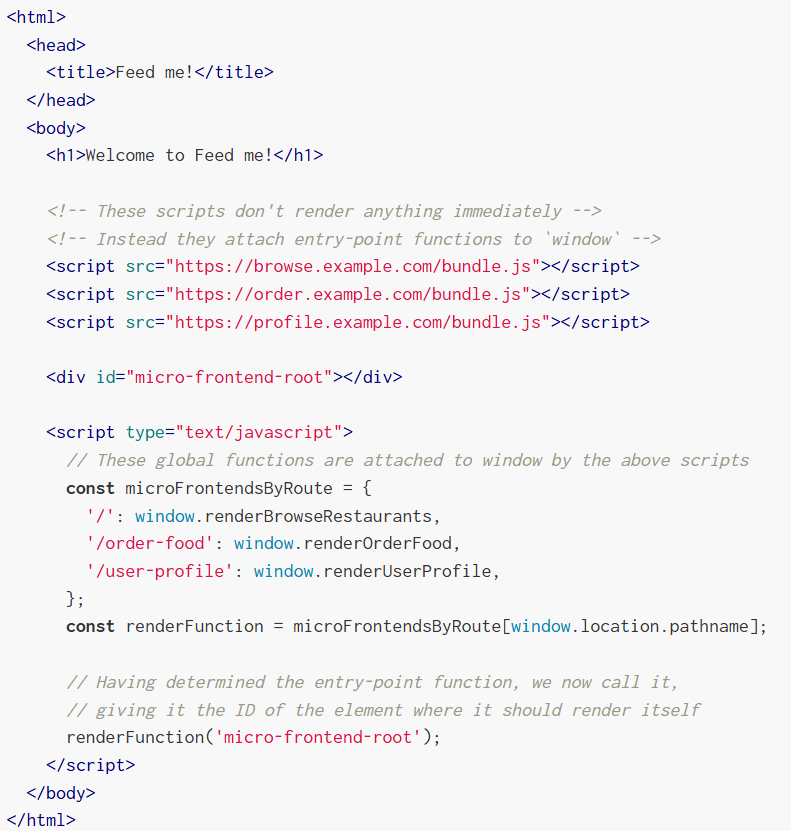 <html>
  <head>
    <title>Feed me!</title>
  </head>
  <body>
    <h1>Welcome to Feed me!</h1>

    <!-- These scripts don't render anything immediately -->
    <!-- Instead they attach entry-point functions to `window` -->
    <script src="https://browse.example.com/bundle.js"></script>
    <script src="https://order.example.com/bundle.js"></script>
    <script src="https://profile.example.com/bundle.js"></script>

    <div id="micro-frontend-root"></div>

    <script type="text/javascript">
      // These global functions are attached to window by the above scripts
      const microFrontendsByRoute = {
        '/': window.renderBrowseRestaurants,
        '/order-food': window.renderOrderFood,
        '/user-profile': window.renderUserProfile,
      };
      const renderFunction = microFrontendsByRoute[window.location.pathname];

      // Having determined the entry-point function, we now call it,
      // giving it the ID of the element where it should render itself
      renderFunction('micro-frontend-root');
    </script>
  </body>
</html>